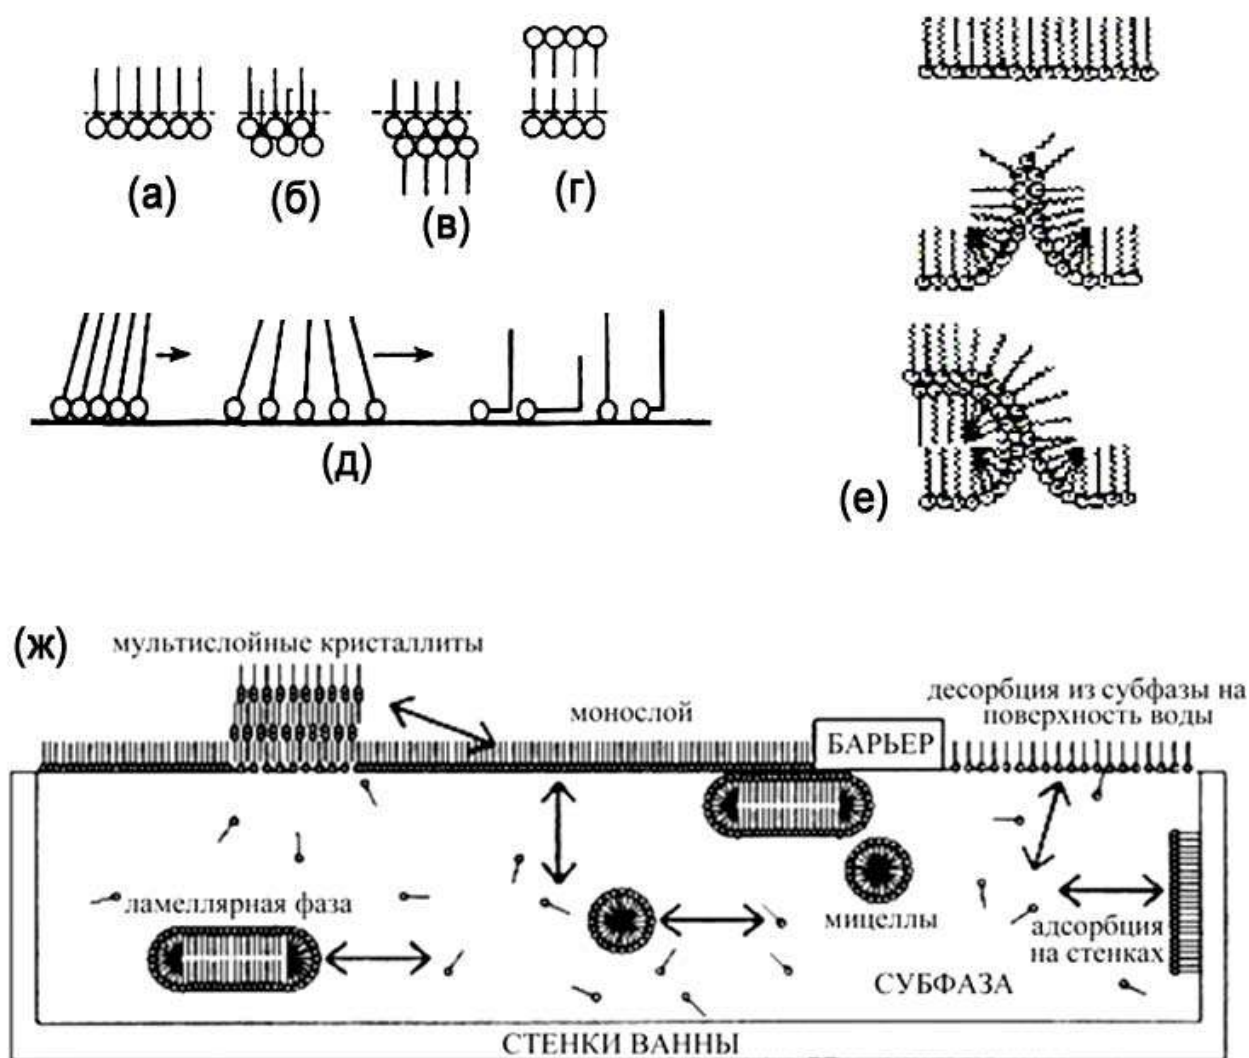 (а)
(б)
(в)
(г)
(д)
(е)
(ж)
мультислойные кристаллиты
монослой
БАРЬЕР
десорбция из субфазы на
поверхность воды
ламеллярная фаза
мицеллы
адсорбция
на стенках
СУБФАЗА
СТЕНКИ ВАННЫ